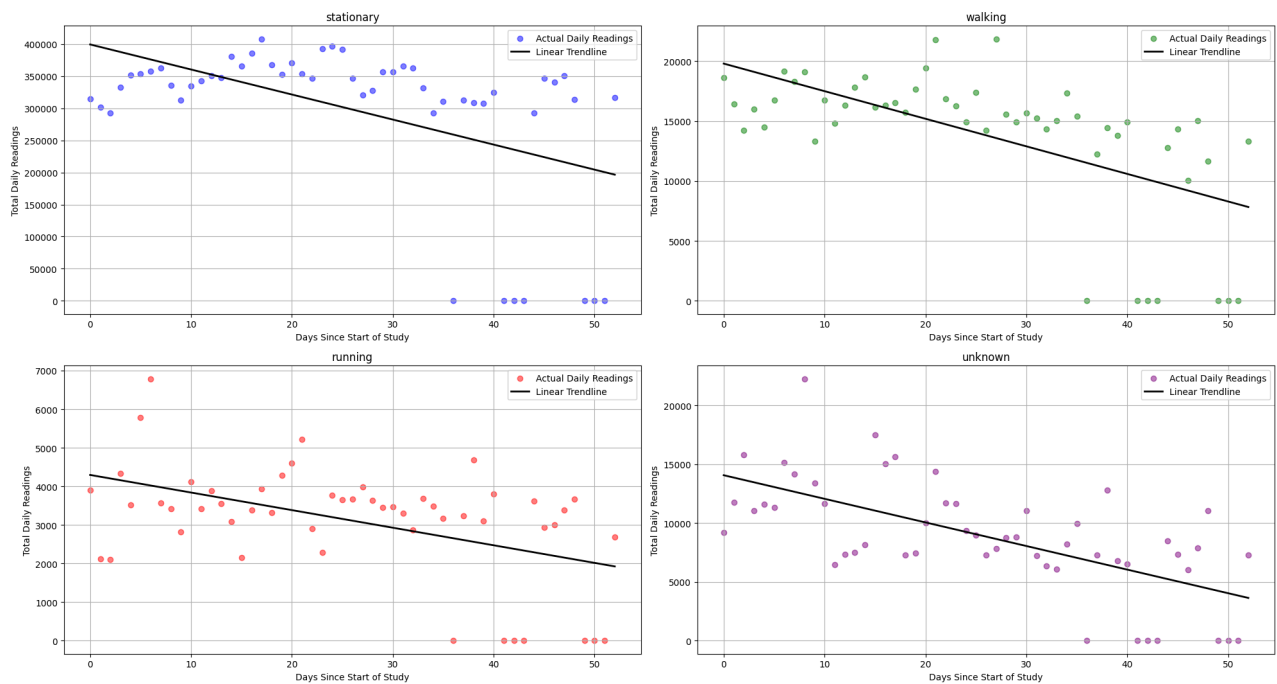 stationary
400000
350000
300000
250000
200000
150000
100000
50000
0
Total Daily Readings
0 10 20 30 40 50
Days Since Start of Study
Actual Daily Readings
Linear Trendline
walking
20000
15000
10000
5000
0
Total Daily Readings
0 10 20 30 40 50
Days Since Start of Study
Actual Daily Readings
Linear Trendline
running
7000
6000
5000
4000
3000
2000
1000
0
Total Daily Readings
0 10 20 30 40 50
Days Since Start of Study
Actual Daily Readings
Linear Trendline
unknown
20000
15000
10000
5000
0
Total Daily Readings
0 10 20 30 40 50
Days Since Start of Study
Actual Daily Readings
Linear Trendline